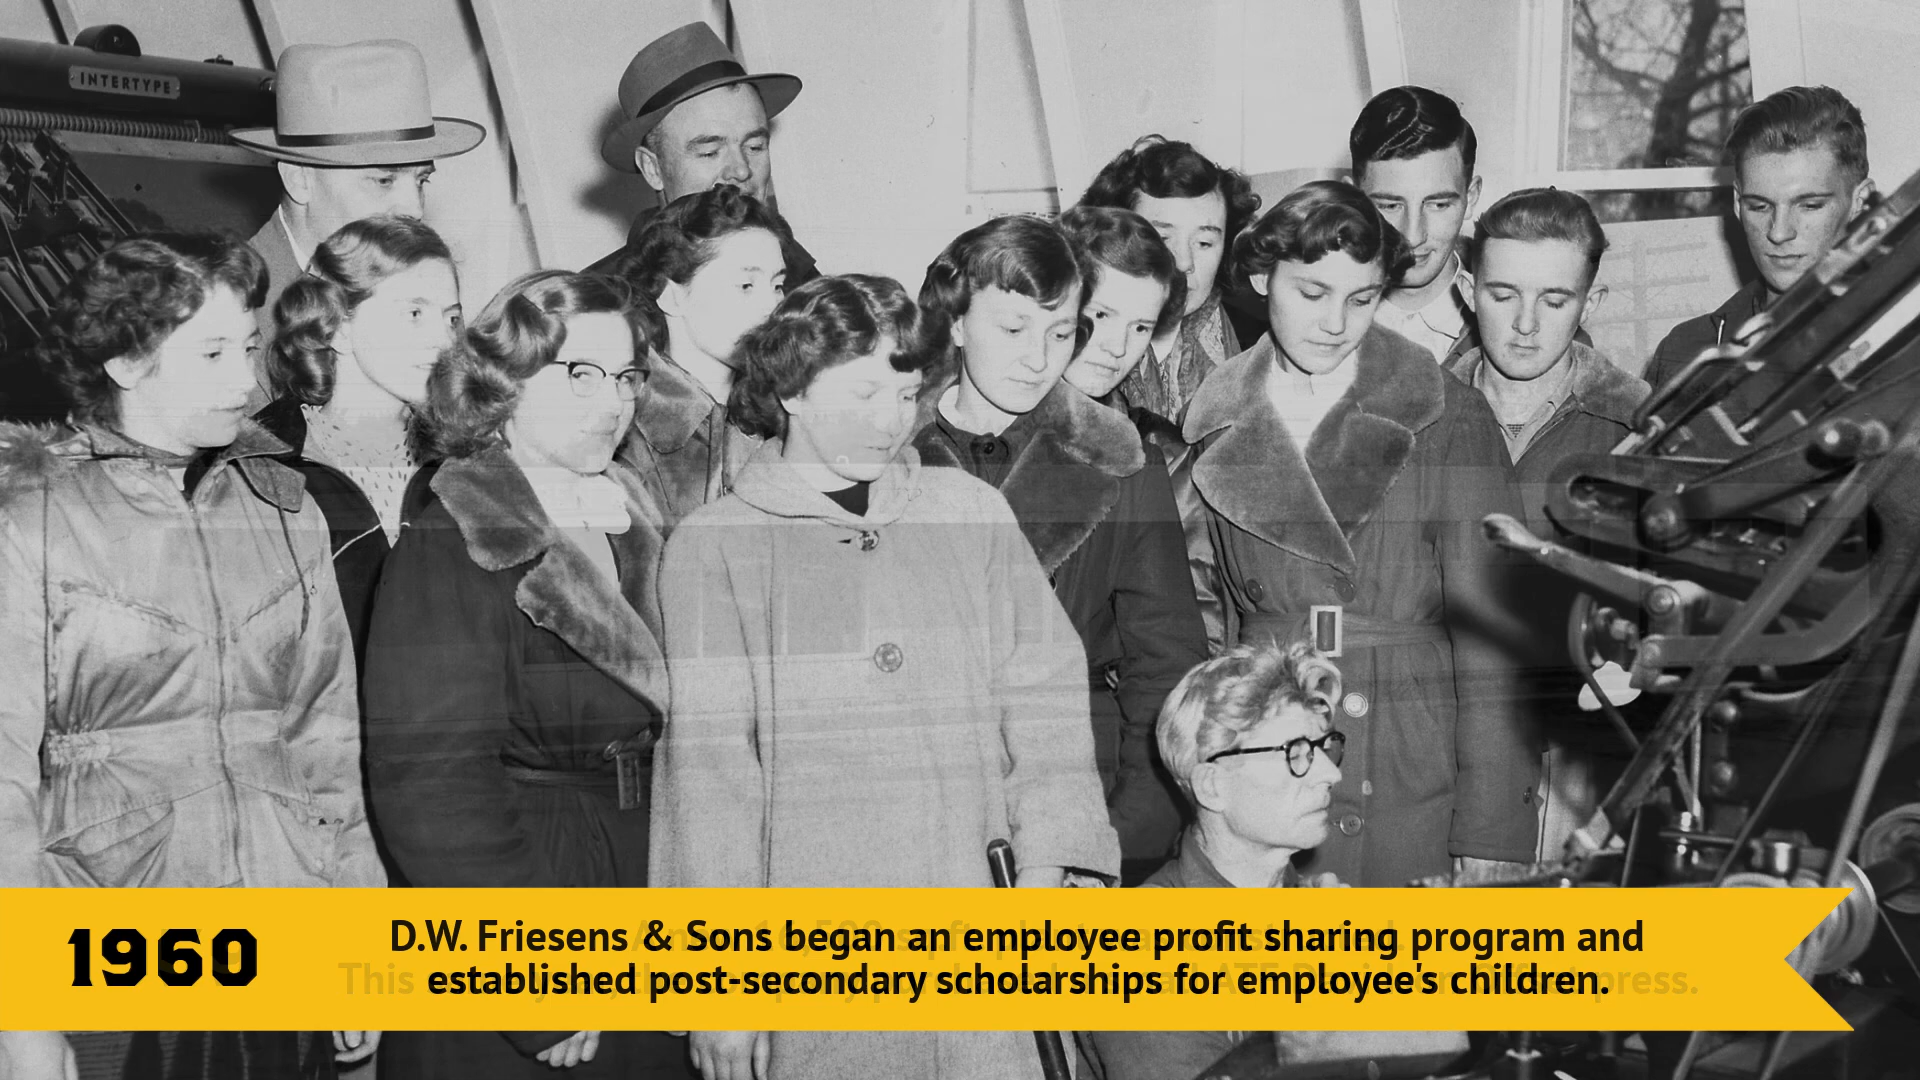 INTERTYPE
1960
D.W. Friesens & Sons began an employee profit sharing program and
established post-secondary scholarships for employee's children.